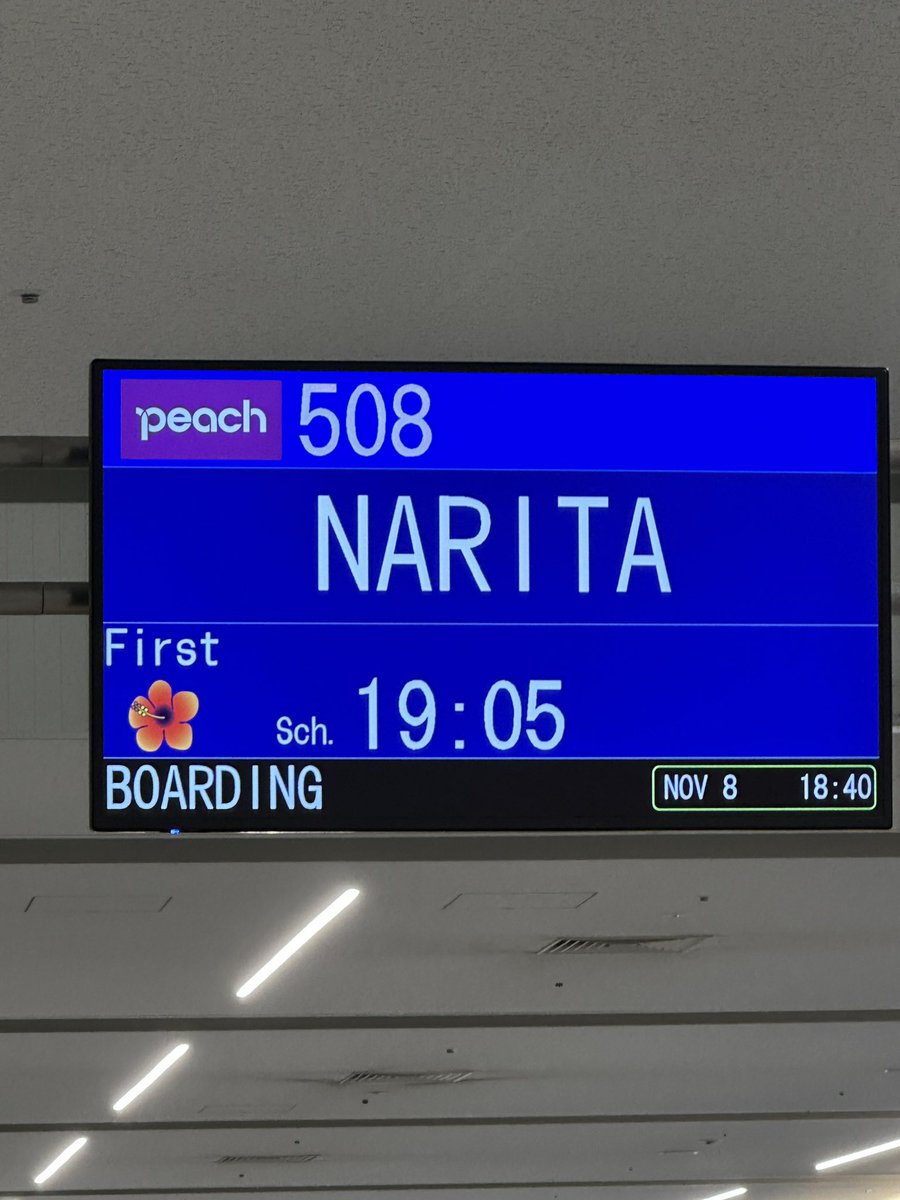 peach 508
NARITA
First
Sch. 19:05
BOARDING NOV 8 18:40